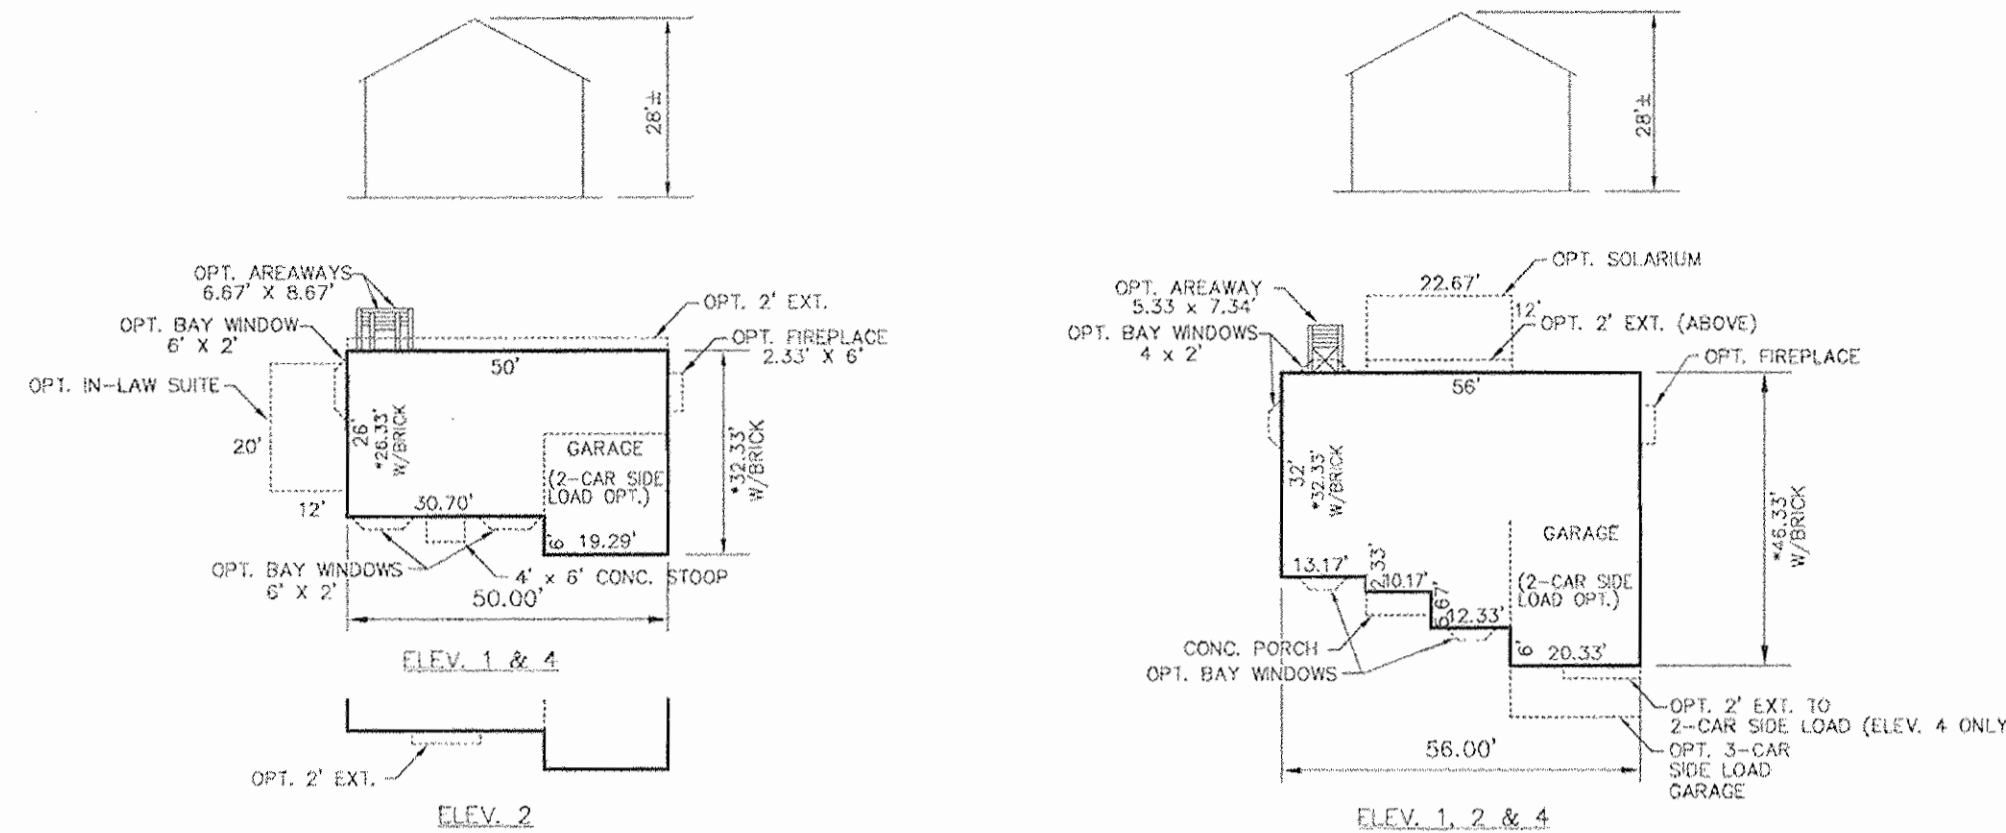 28'±
OPT. AREAWAYS
6.67' X 8.67'
OPT. BAY WINDOW
6' X 2'
OPT. IN-LAW SUITE
20'
12'
OPT. 2' EXT.
OPT. FIREPLACE
2.33' X 6'
50'
26'
*26.33'
W/BRICK
GARAGE
(2-CAR SIDE
LOAD OPT.)
*32.33'
W/BRICK
30.70'
6'
19.29'
OPT. BAY WINDOWS
6' X 2'
4' x 6' CONC. STOOP
50.00'
ELEV. 1 & 4
OPT. 2' EXT.
ELEV. 2
28'±
OPT. SOLARIUM
22.67'
12'
OPT. AREAWAY
5.33 x 7.34'
OPT. BAY WINDOWS
4 x 2'
OPT. 2' EXT. (ABOVE)
OPT. FIREPLACE
56'
32'
*32.33'
W/BRICK
GARAGE
(2-CAR SIDE
LOAD OPT.)
*46.33'
W/BRICK
13.17'
2.33'
10.17'
5.67'
12.33'
6'
20.33'
CONC. PORCH
OPT. BAY WINDOWS
OPT. 2' EXT. TO
2-CAR SIDE LOAD (ELEV. 4 ONLY
OPT. 3-CAR
SIDE LOAD
GARAGE
56.00'
ELEV. 1, 2 & 4